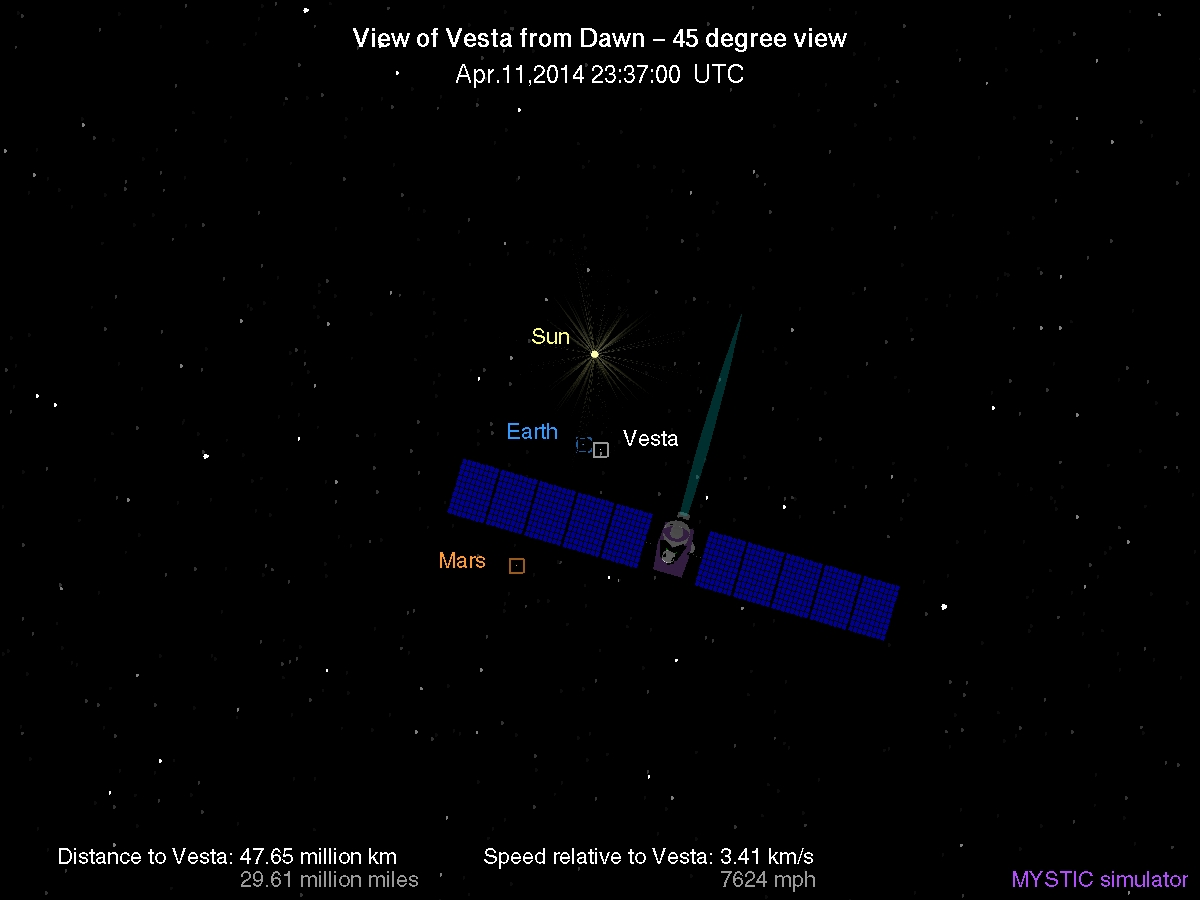 View of Vesta from Dawn – 45 degree view
Apr.11,2014 23:37:00 UTC
Sun
Earth
Vesta
Mars
Distance to Vesta: 47.65 million km
29.61 million miles
Speed relative to Vesta: 3.41 km/s
7624 mph
MYSTIC simulator